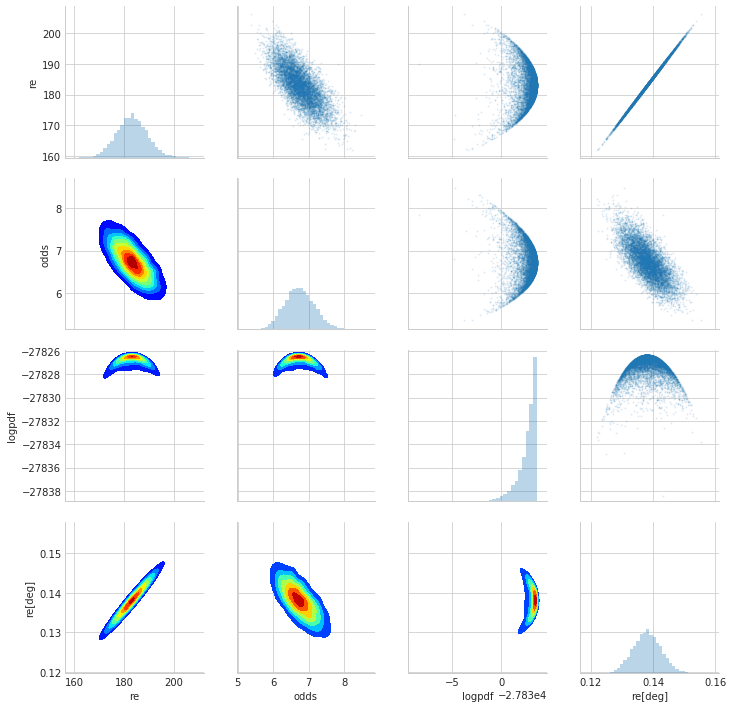 200
190
180
170
160
re
8
7
6
odds
−27826
−27828
−27830
−27832
−27834
−27836
−27838
logpdf
0.15
0.14
0.13
0.12
re[deg]
160 180 200
re
5 6 7 8
odds
−5 0
logpdf −2.783e4
0.12 0.14 0.16
re[deg]